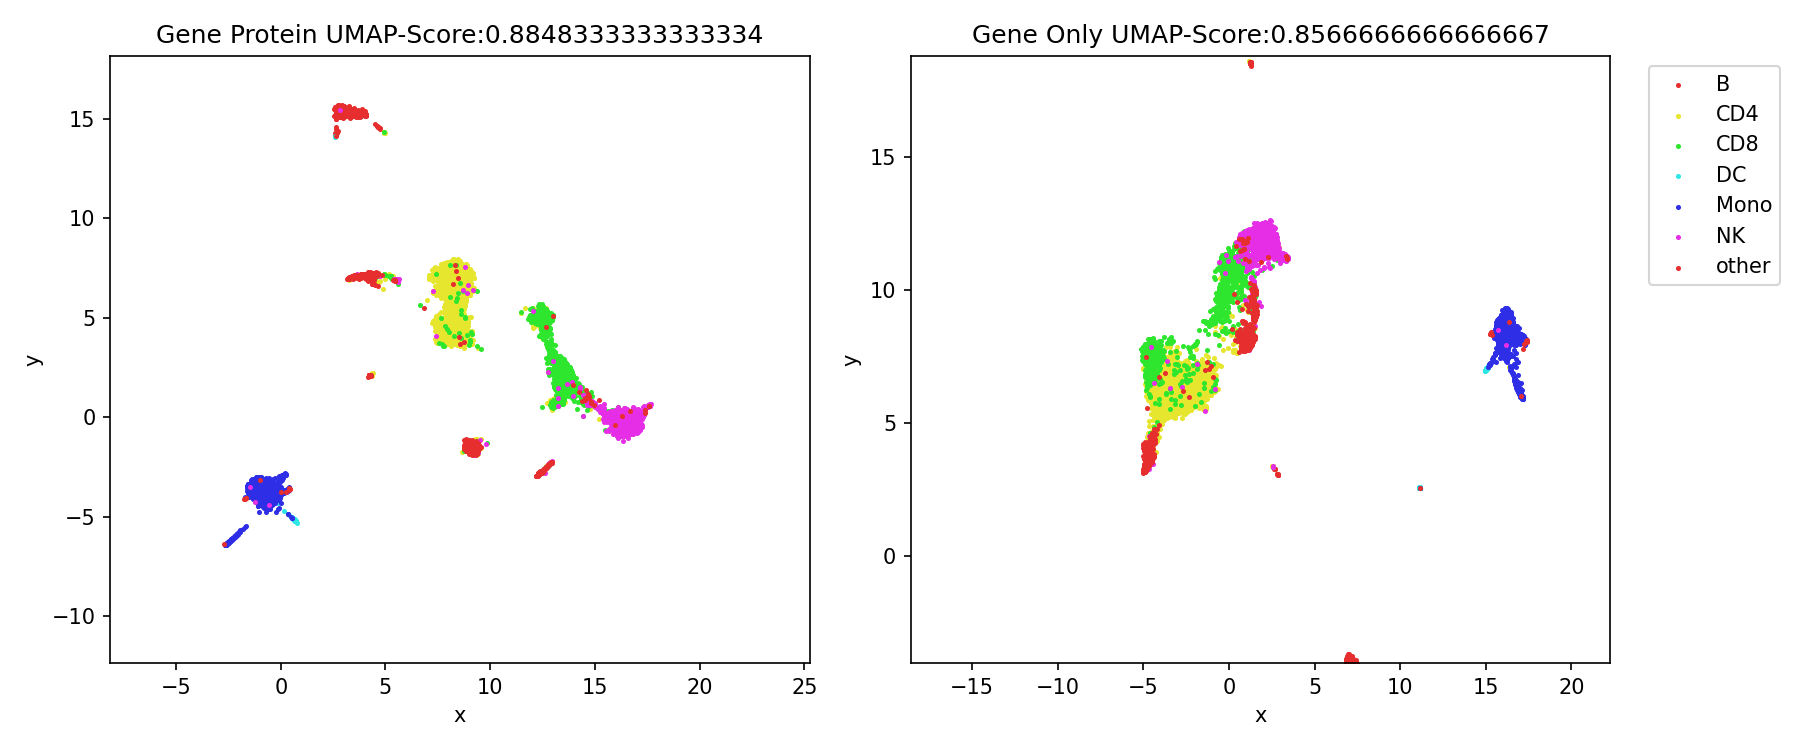 Gene Protein UMAP-Score:0.8848333333333334
Gene Only UMAP-Score:0.8566666666666667
15
10
5
0
−5
−10
y
−5
0
5
10
15
20
25
x
15
10
5
0
y
−15
−10
−5
0
5
10
15
20
x
B
CD4
CD8
DC
Mono
NK
other